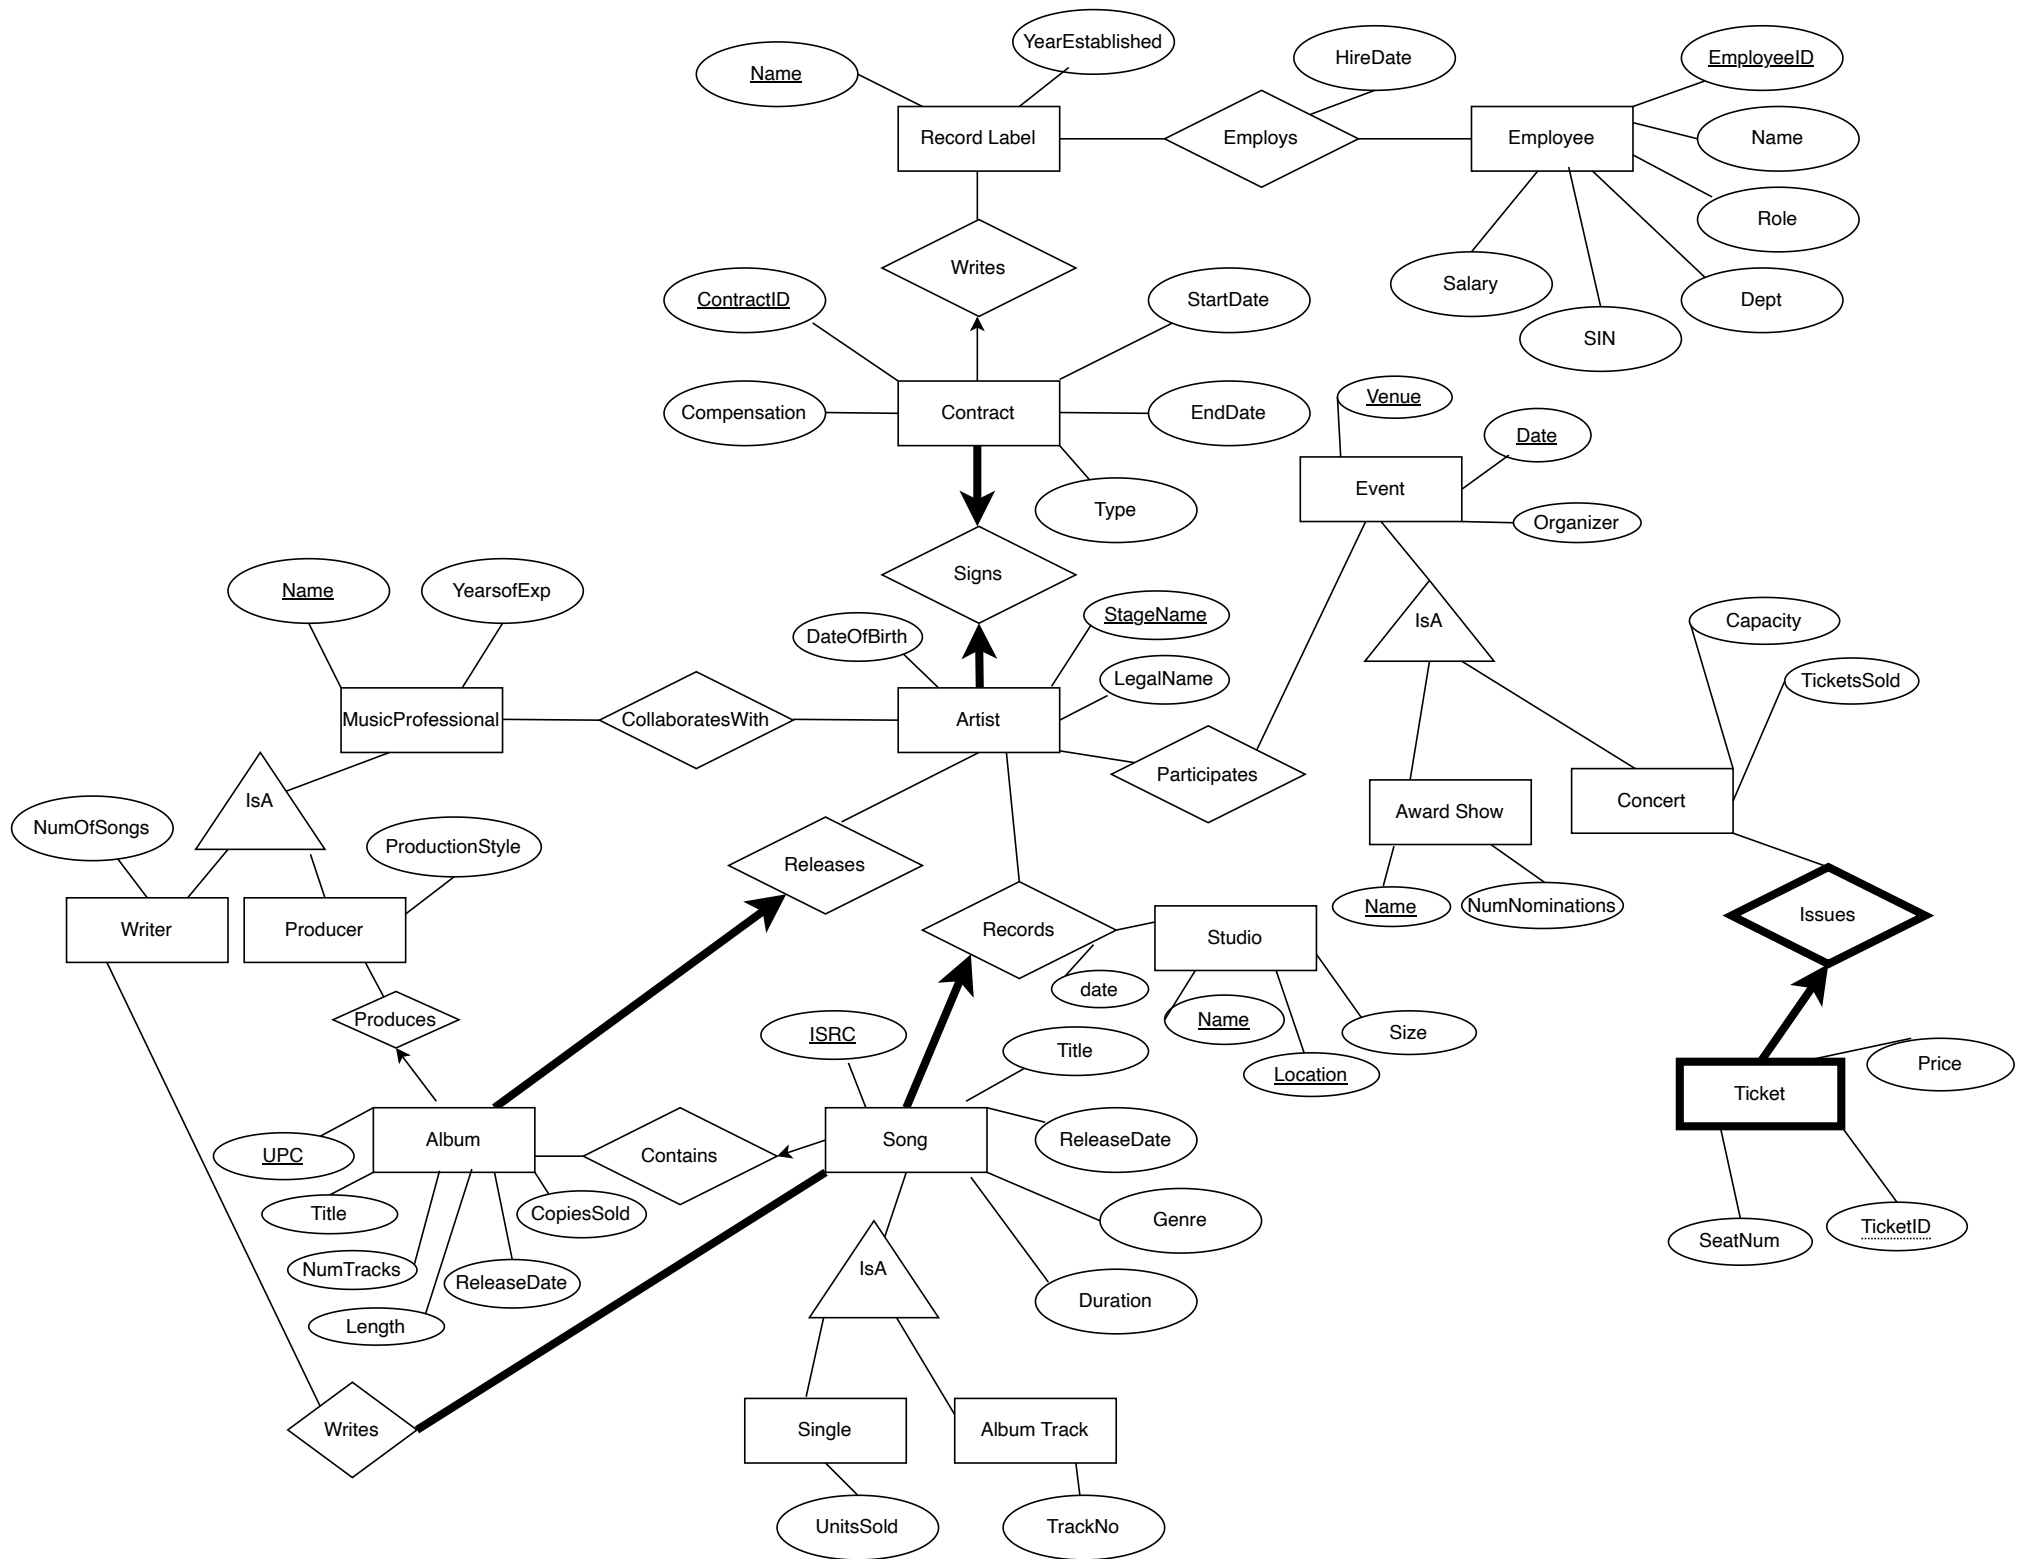 YearEstablished
HireDate
EmployeeID
Name
Record Label
Employs
Employee
Name
Role
Writes
Salary
Dept
SIN
ContractID
StartDate
Compensation
Contract
EndDate
Type
Venue
Date
Event
Organizer
Signs
Name
YearsofExp
DateOfBirth
StageName
LegalName
IsA
Capacity
TicketsSold
MusicProfessional
CollaboratesWith
Artist
Participates
IsA
NumOfSongs
ProductionStyle
Releases
Award Show
Concert
Name
NumNominations
Issues
Writer
Producer
Records
Studio
date
Name
Size
Location
Produces
ISRC
Title
Price
Ticket
UPC
Album
Contains
Song
ReleaseDate
Title
CopiesSold
Genre
SeatNum
TicketID
NumTracks
ReleaseDate
Length
IsA
Duration
Writes
Single
Album Track
UnitsSold
TrackNo